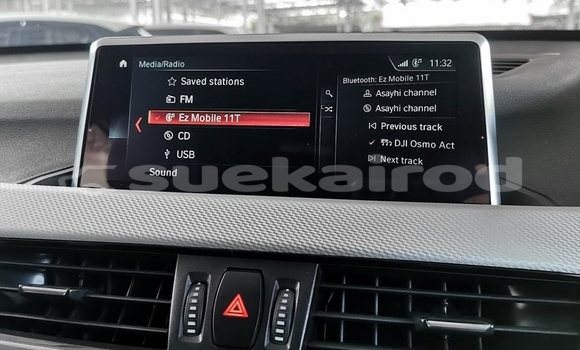 Media/Radio
11:32
Saved stations
FM
Ez Mobile 11T
CD
USB
Sound
Bluetooth: Ez Mobile 11T
Asayhi channel
Asayhi channel
Previous track
DJI Osmo Act
Next track
suekairod